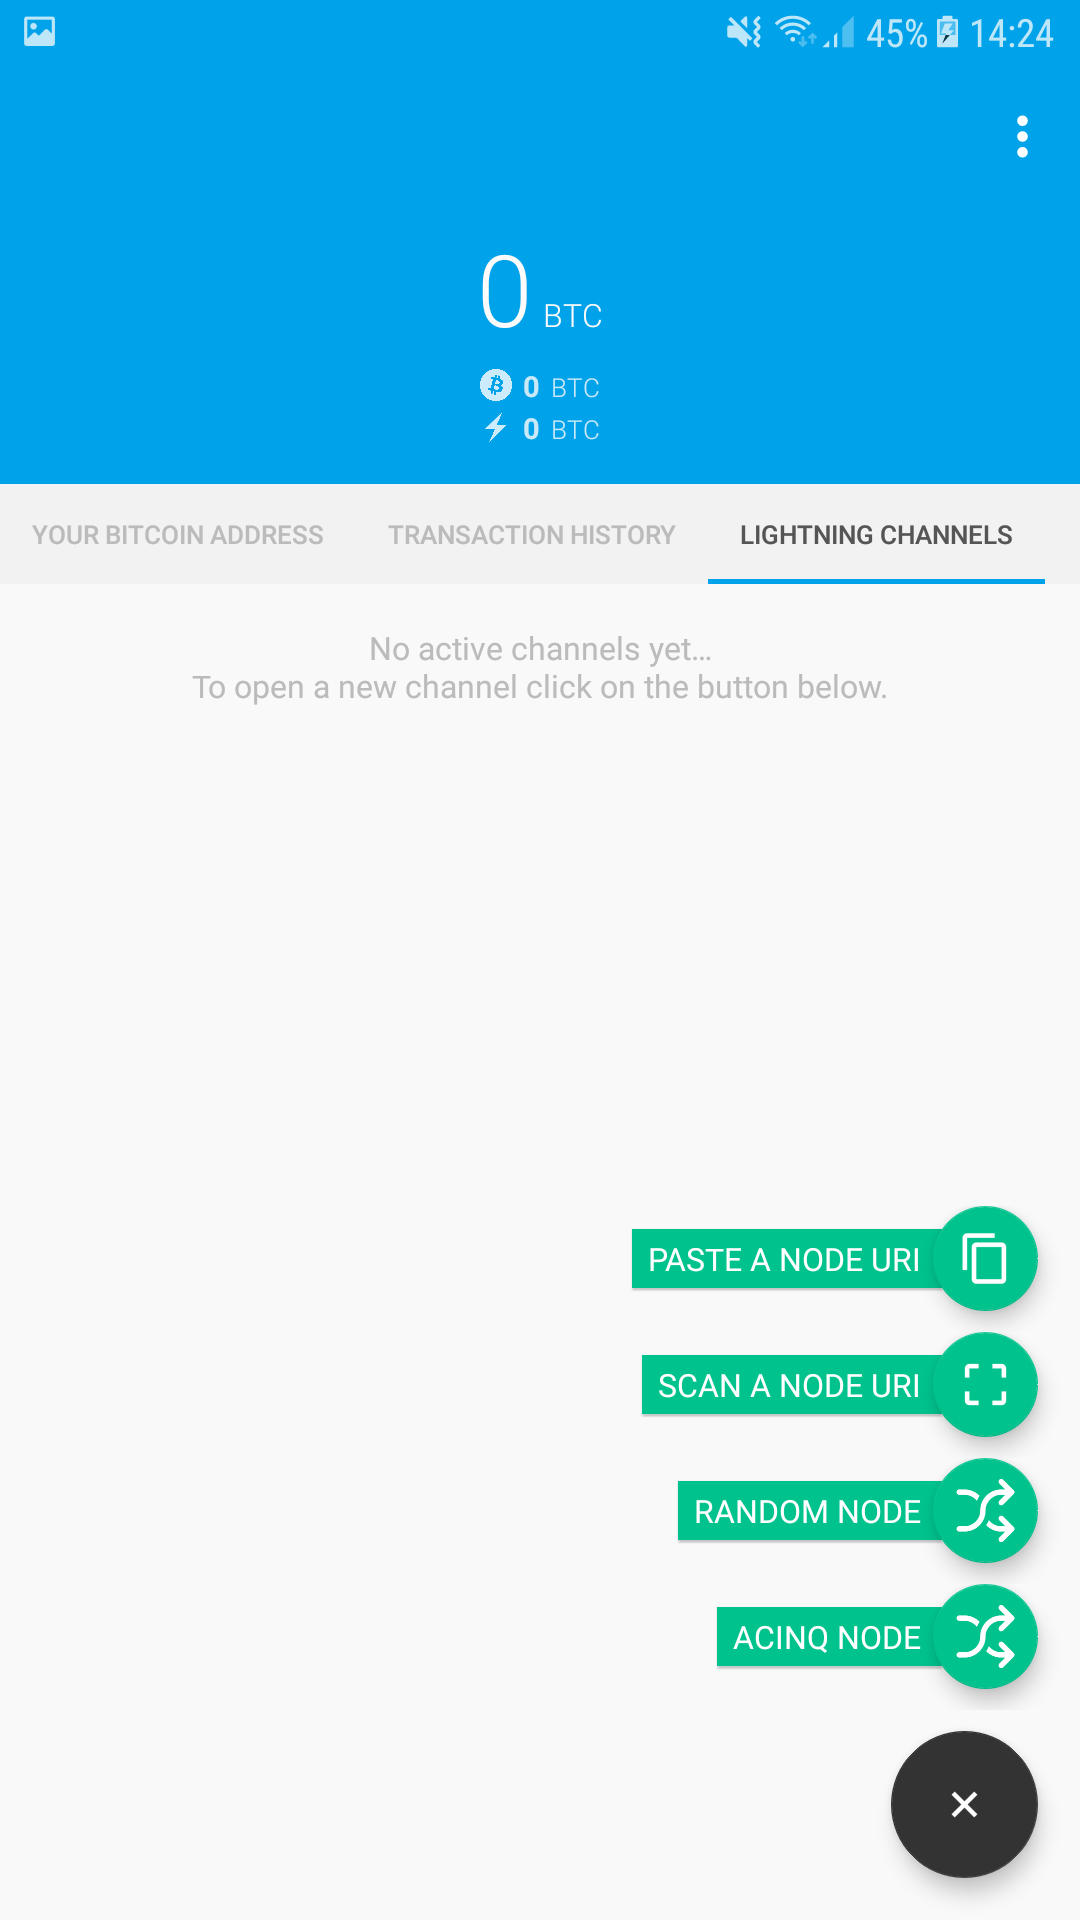 45% 14:24
0 BTC
0 BTC
0 BTC
YOUR BITCOIN ADDRESS TRANSACTION HISTORY LIGHTNING CHANNELS
No active channels yet...
To open a new channel click on the button below.
PASTE A NODE URI
SCAN A NODE URI
RANDOM NODE
ACINQ NODE